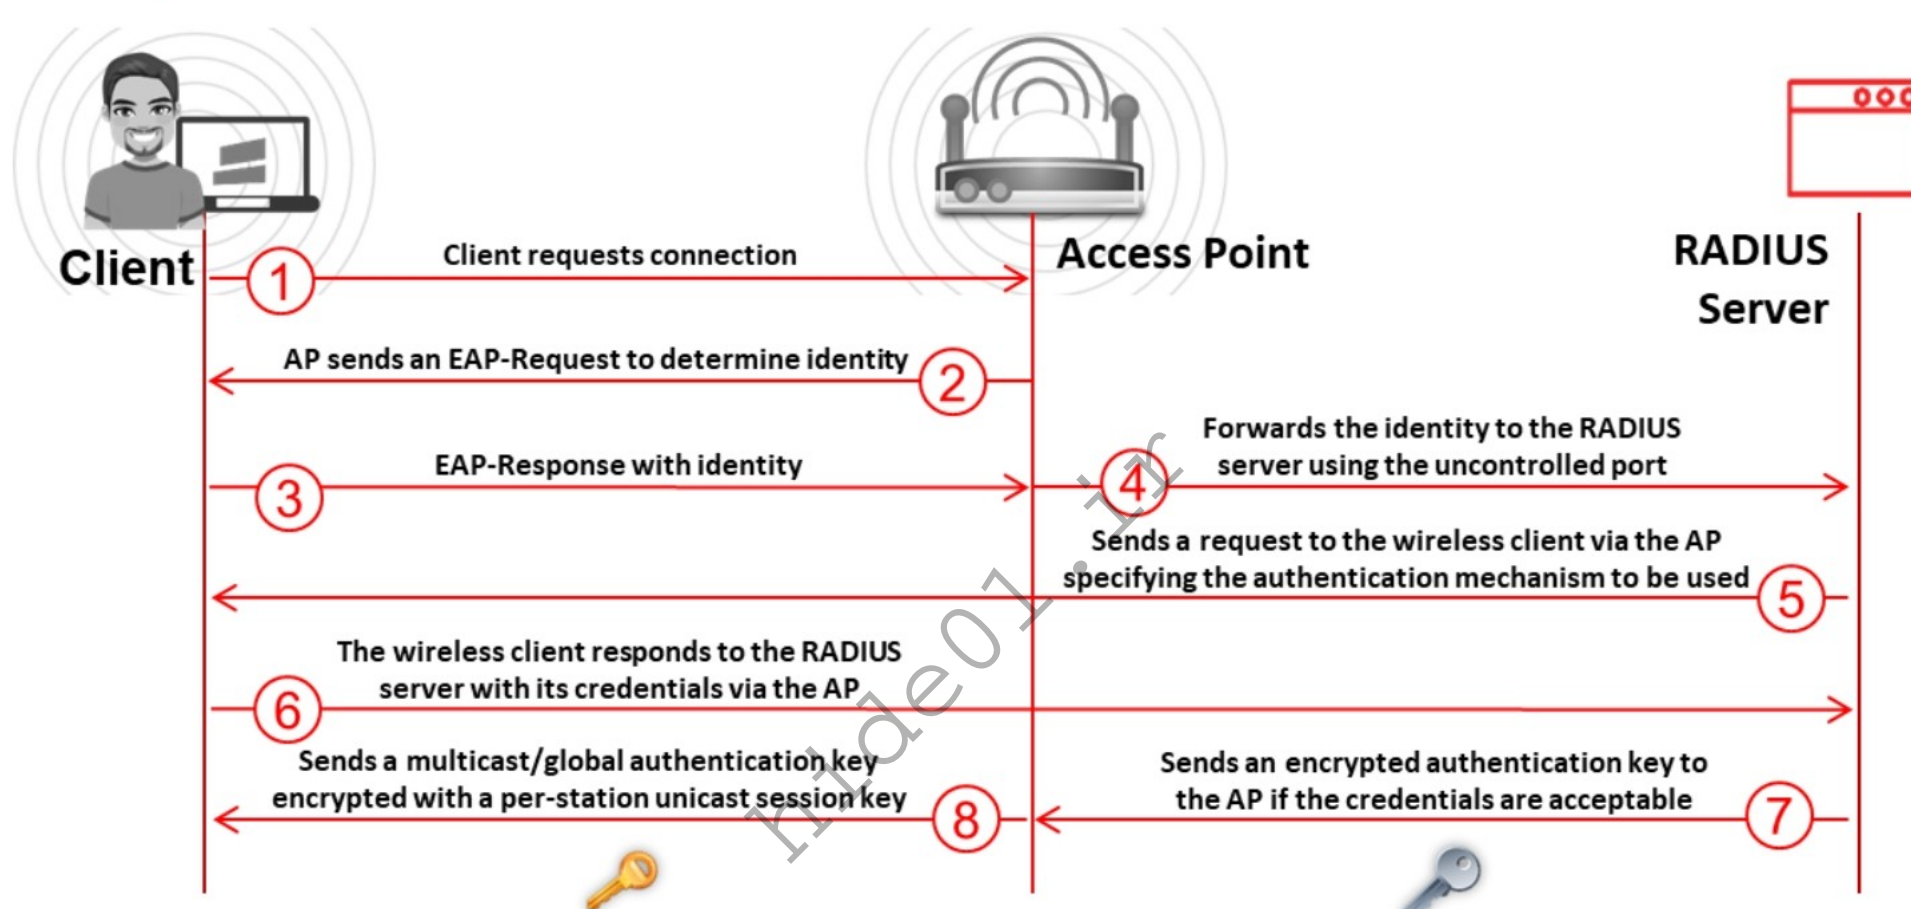 Client
Access Point
RADIUS
Server
1
Client requests connection
AP sends an EAP-Request to determine identity
2
3
EAP-Response with identity
4
Forwards the identity to the RADIUS
server using the uncontrolled port
Sends a request to the wireless client via the AP
specifying the authentication mechanism to be used
5
The wireless client responds to the RADIUS
server with its credentials via the AP
6
Sends an encrypted authentication key to
the AP if the credentials are acceptable
7
Sends a multicast/global authentication key
encrypted with a per-station unicast session key
8
hide01.ir